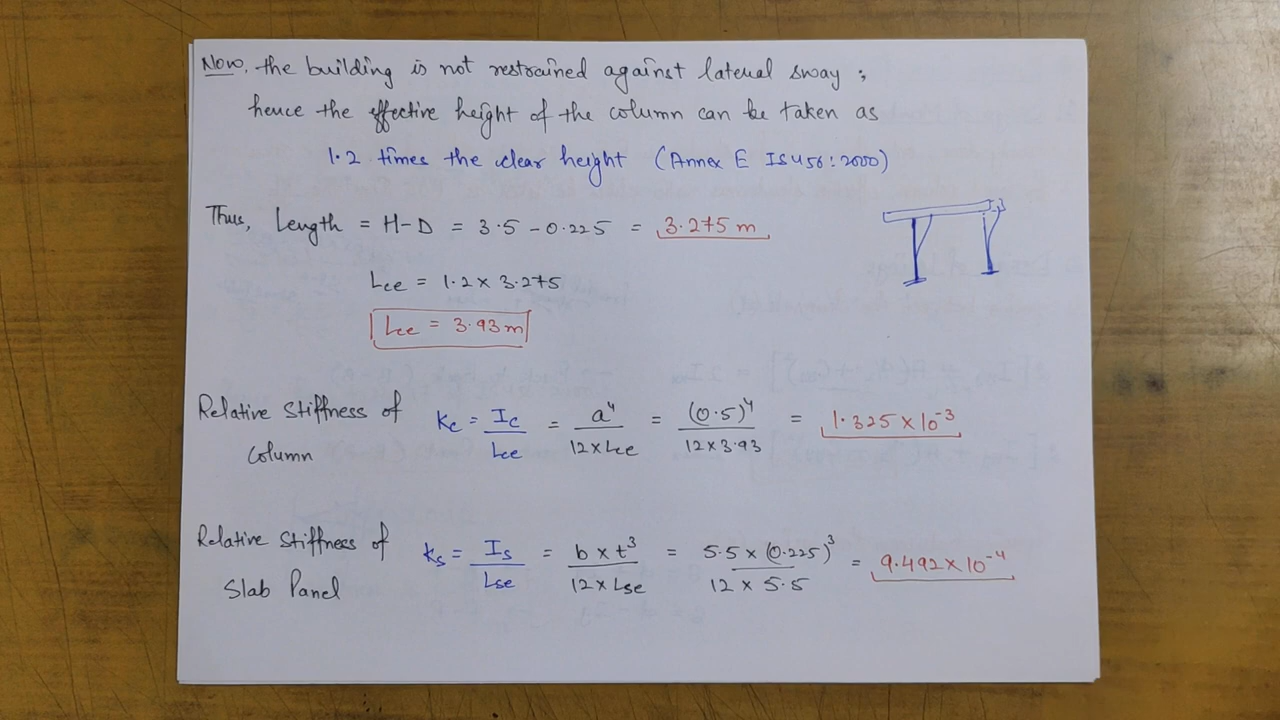 Now, the building is not restrained against lateral sway ;
hence the effective height of the column can be taken as
1.2 times the clear height (Annex E IS 456 : 2000)
Thus, Length = H-D = 3.5 - 0.225 = 3.275 m
Lce = 1.2 x 3.275
Lce = 3.93 m
Relative stiffness of column Kc = Ic / Lce = a⁴ / 12 x Lce = (0.5)⁴ / 12 x 3.93 = 1.325 x 10⁻³
Relative stiffness of Slab Panel Ks = Is / Lse = b x t³ / 12 x Lse = 5.5 x (0.225)³ / 12 x 5.5 = 9.492 x 10⁻⁴